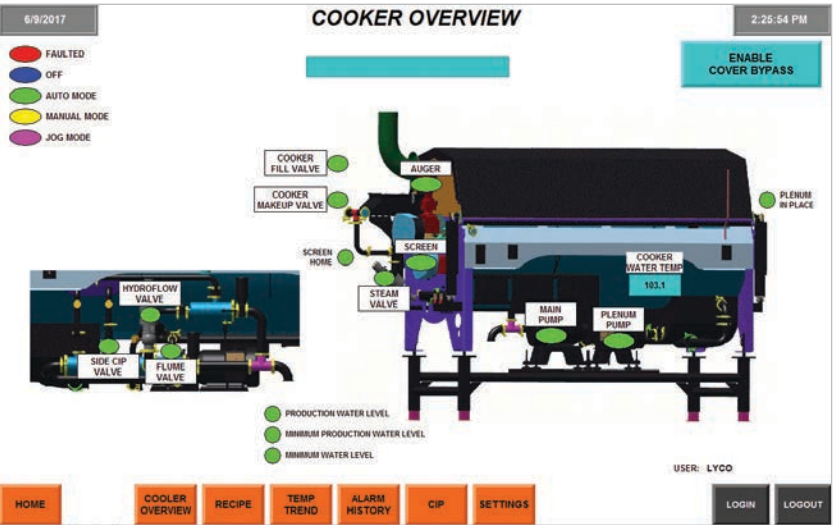 6/9/2017
COOKER OVERVIEW
2:25:54 PM
FAULTED
OFF
AUTO MODE
MANUAL MODE
JOG MODE
ENABLE
COVER BYPASS
COOKER
FILL VALVE
AUGER
COOKER
MAKEUP VALVE
PLENUM
IN PLACE
SCREEN
HOME
SCREEN
COOKER
WATER TEMP
103.1
STEAM
VALVE
HYDROFLOW
VALVE
MAIN
PUMP
PLENUM
PUMP
SIDE CIP
VALVE
FLUME
VALVE
PRODUCTION WATER LEVEL
MINIMUM PRODUCTION WATER LEVEL
MINIMUM WATER LEVEL
USER: LYCO
HOME
COOLER
OVERVIEW
RECIPE
TEMP
TREND
ALARM
HISTORY
CIP
SETTINGS
LOGIN
LOGOUT